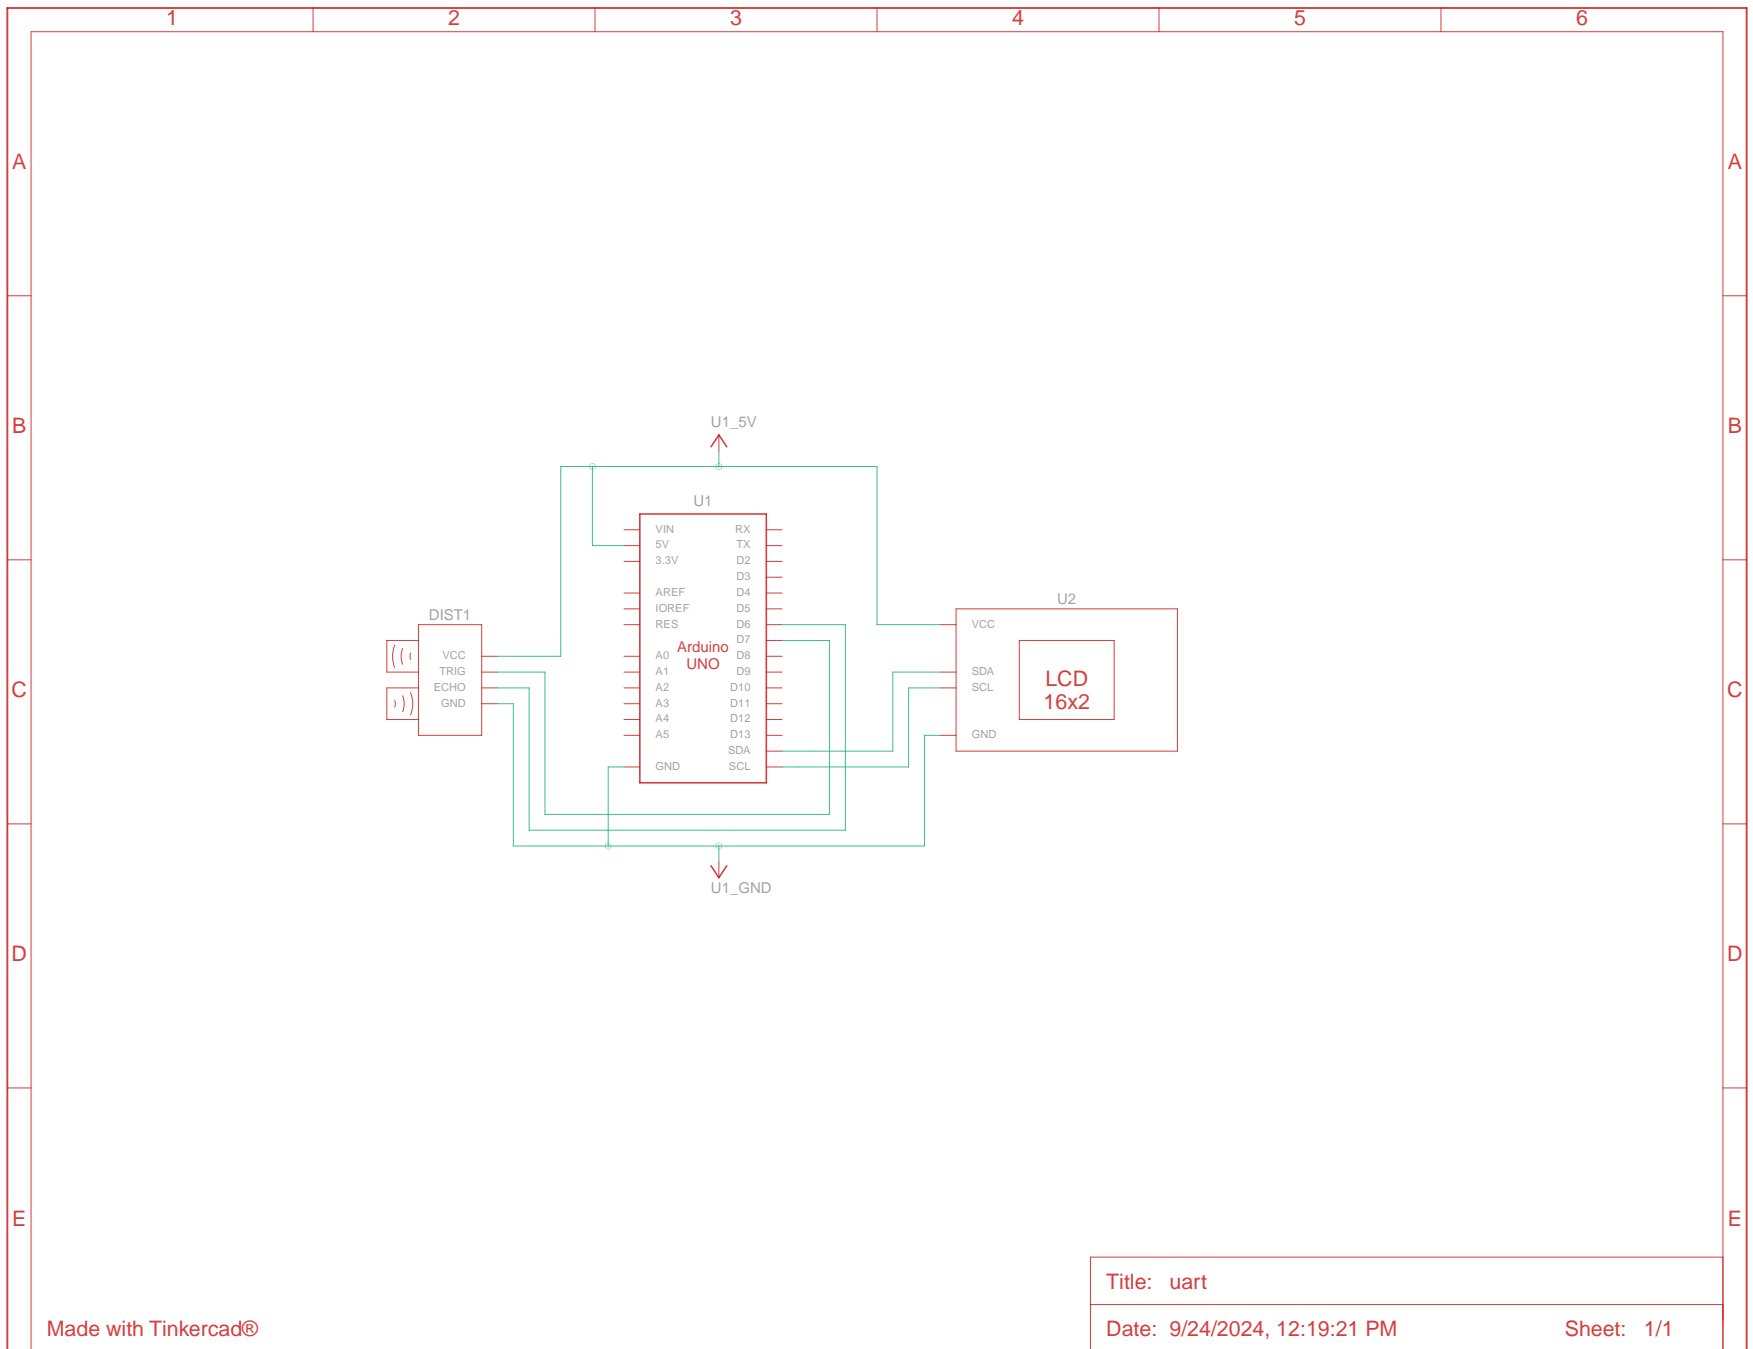 1 2 3 4 5 6
A A
B B
U1_5V
U1
VIN RX
5V TX
3.3V D2
D3
AREF D4
IOREF D5
RES D6
D7
A0 D8
A1 D9
A2 D10
A3 D11
A4 D12
A5 D13
SDA
GND SCL
Arduino
UNO
DIST1
VCC
TRIG
ECHO
GND
U2
VCC
SDA
SCL
GND
LCD
16x2
C C
U1_GND
D D
E E
Title: uart
Made with Tinkercad®
Date: 9/24/2024, 12:19:21 PM Sheet: 1/1